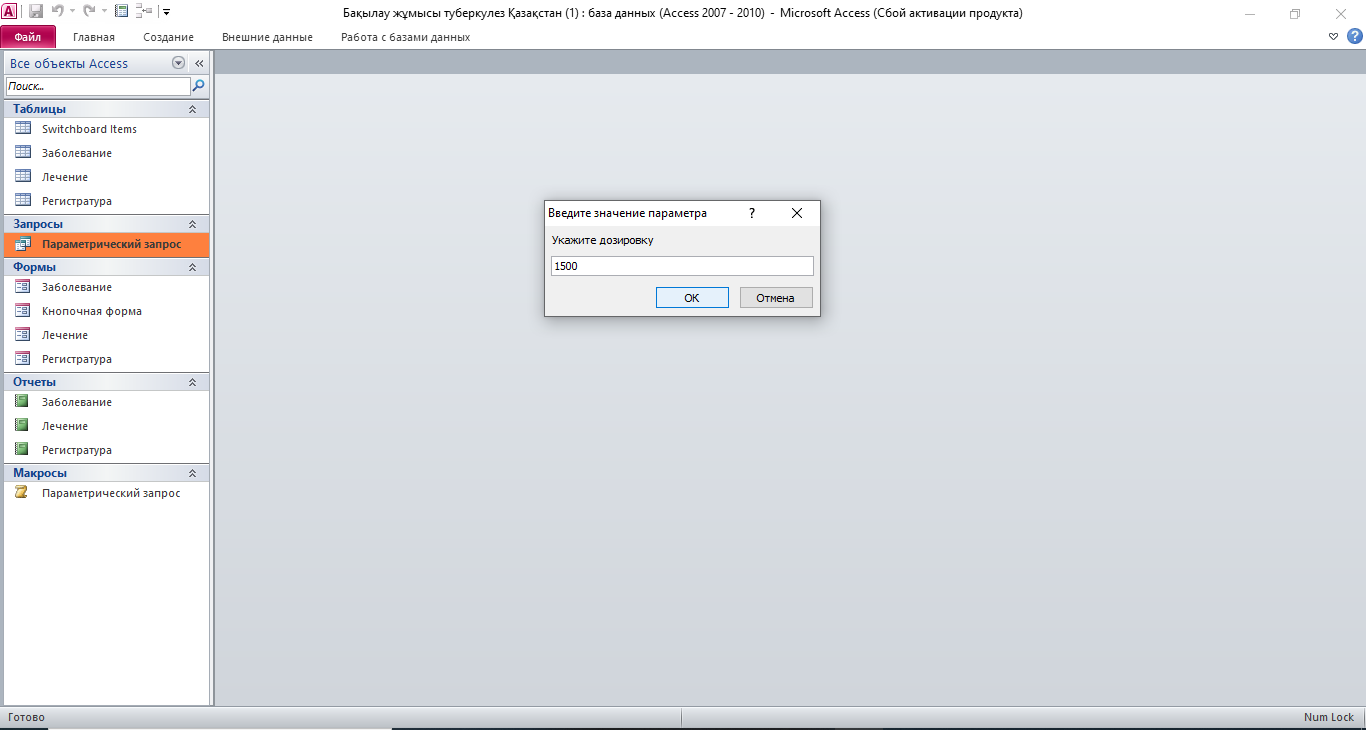 Бақылау жұмысы туберкулез Қазақстан (1) : база данных (Access 2007 - 2010) - Microsoft Access (Сбой активации продукта)
Файл Главная Создание Внешние данные Работа с базами данных
Все объекты Access
Поиск...
Таблицы
Switchboard Items
Заболевание
Лечение
Регистратура
Запросы
Параметрический запрос
Формы
Заболевание
Кнопочная форма
Лечение
Регистратура
Отчеты
Заболевание
Лечение
Регистратура
Макросы
Параметрический запрос
Введите значение параметра ?
Укажите дозировку
1500
ОК Отмена
Готово Num Lock